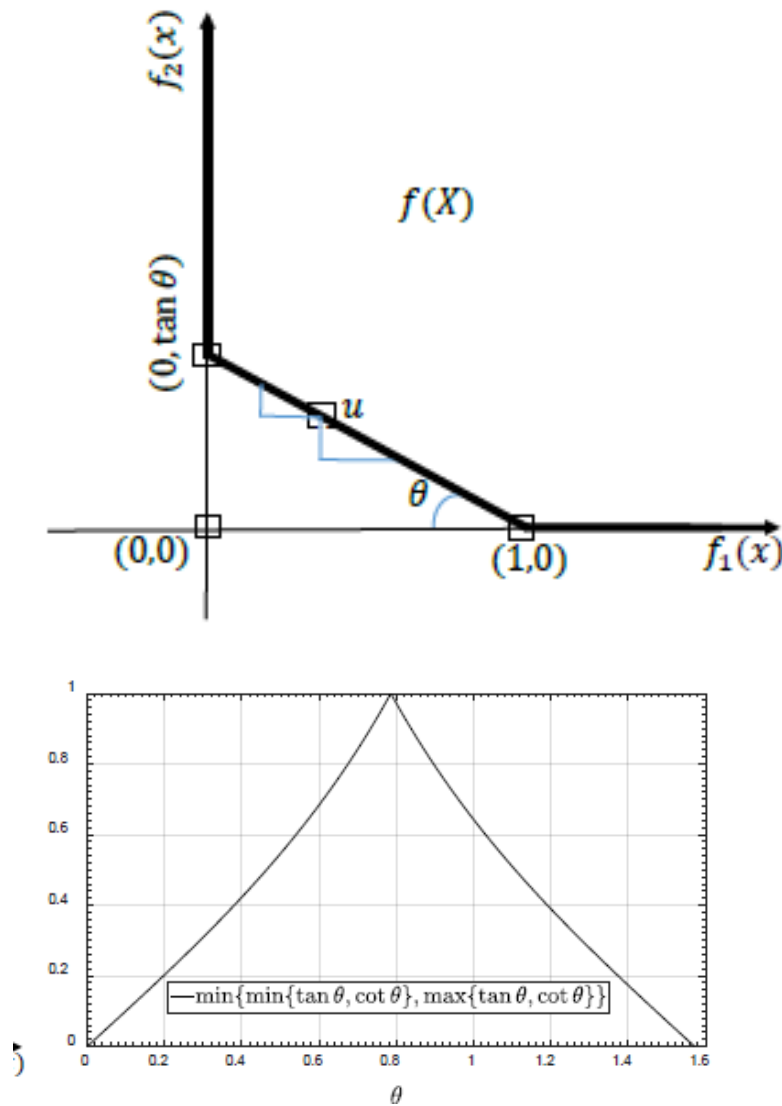 f₂(x)
f(X)
(0, tan θ)
u
θ
(0,0)
(1,0)
f₁(x)
1
0.8
0.6
0.4
0.2
0
min{min{tan θ, cot θ}, max{tan θ, cot θ}}
0 0.2 0.4 0.6 0.8 1 1.2 1.4 1.6
)
θ